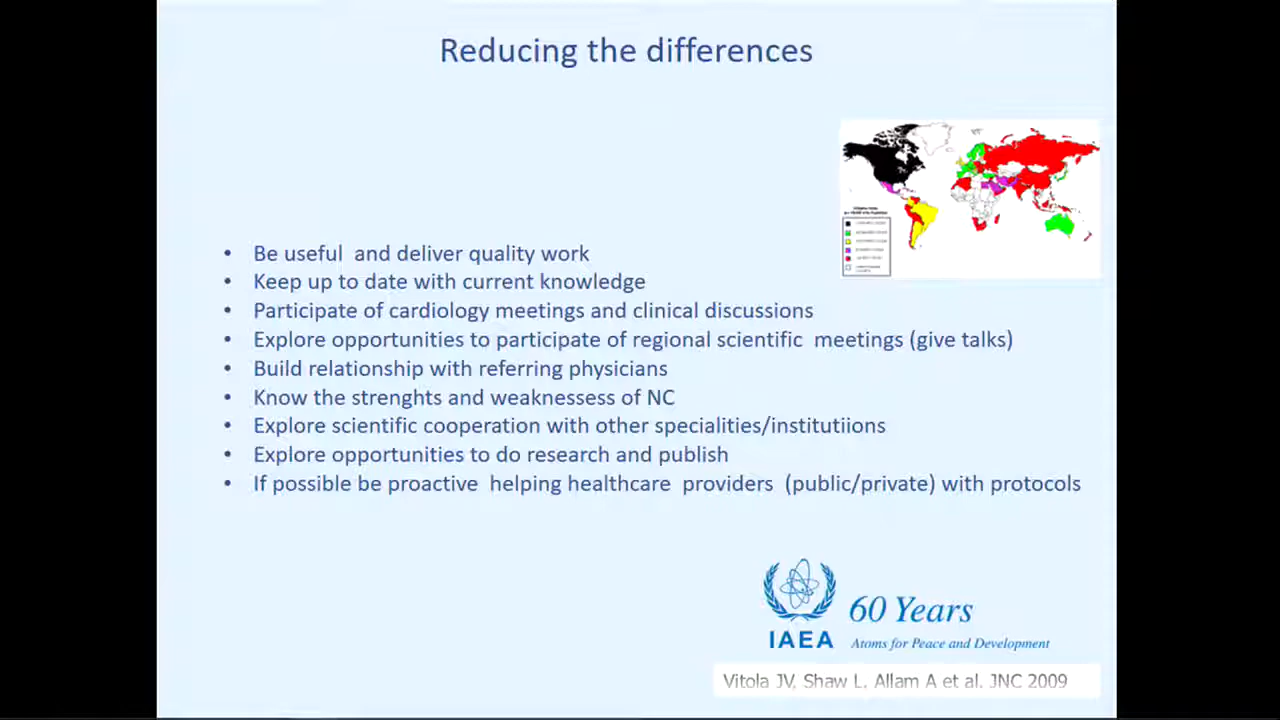 Reducing the differences
• Be useful and deliver quality work
• Keep up to date with current knowledge
• Participate of cardiology meetings and clinical discussions
• Explore opportunities to participate of regional scientific meetings (give talks)
• Build relationship with referring physicians
• Know the strenghts and weaknessess of NC
• Explore scientific cooperation with other specialities/institutiions
• Explore opportunities to do research and publish
• If possible be proactive helping healthcare providers (public/private) with protocols
60 Years
IAEA
Atoms for Peace and Development
Vitola JV, Shaw L, Allam A et al. JNC 2009